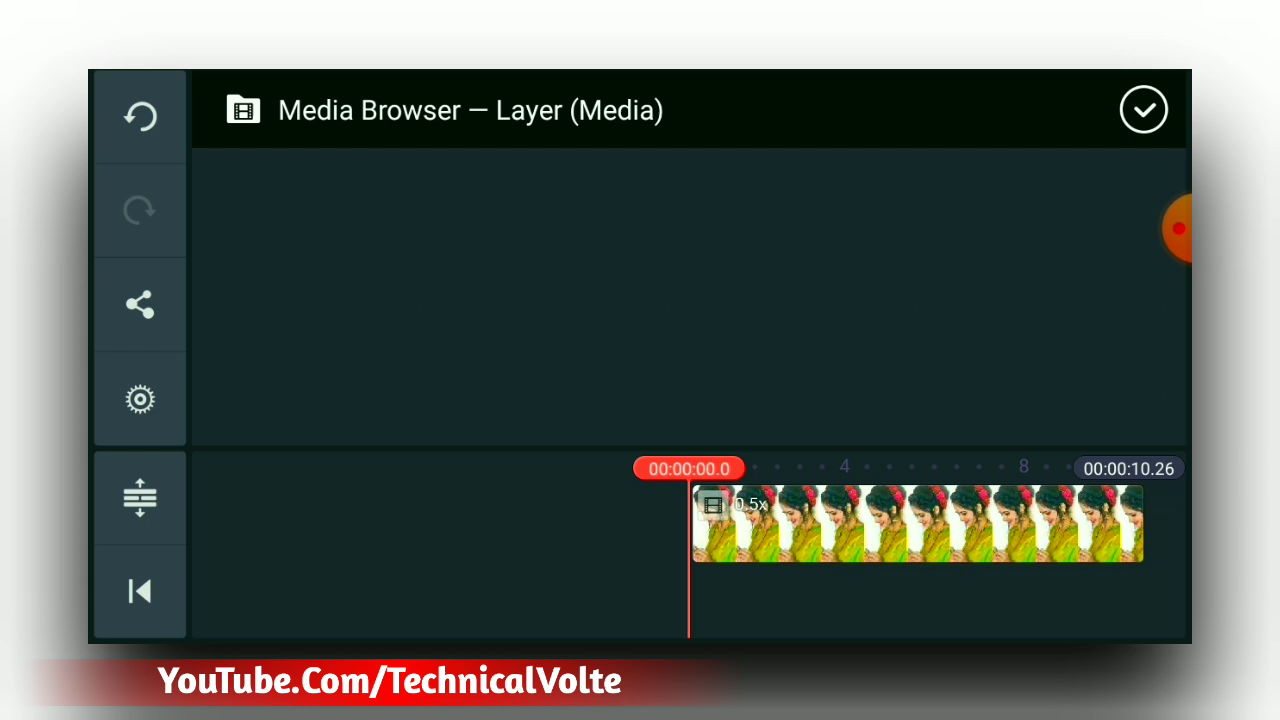 Media Browser — Layer (Media)
00:00:00.0
4
8
00:00:10.26
0.5x
YouTube.Com/TechnicalVolte